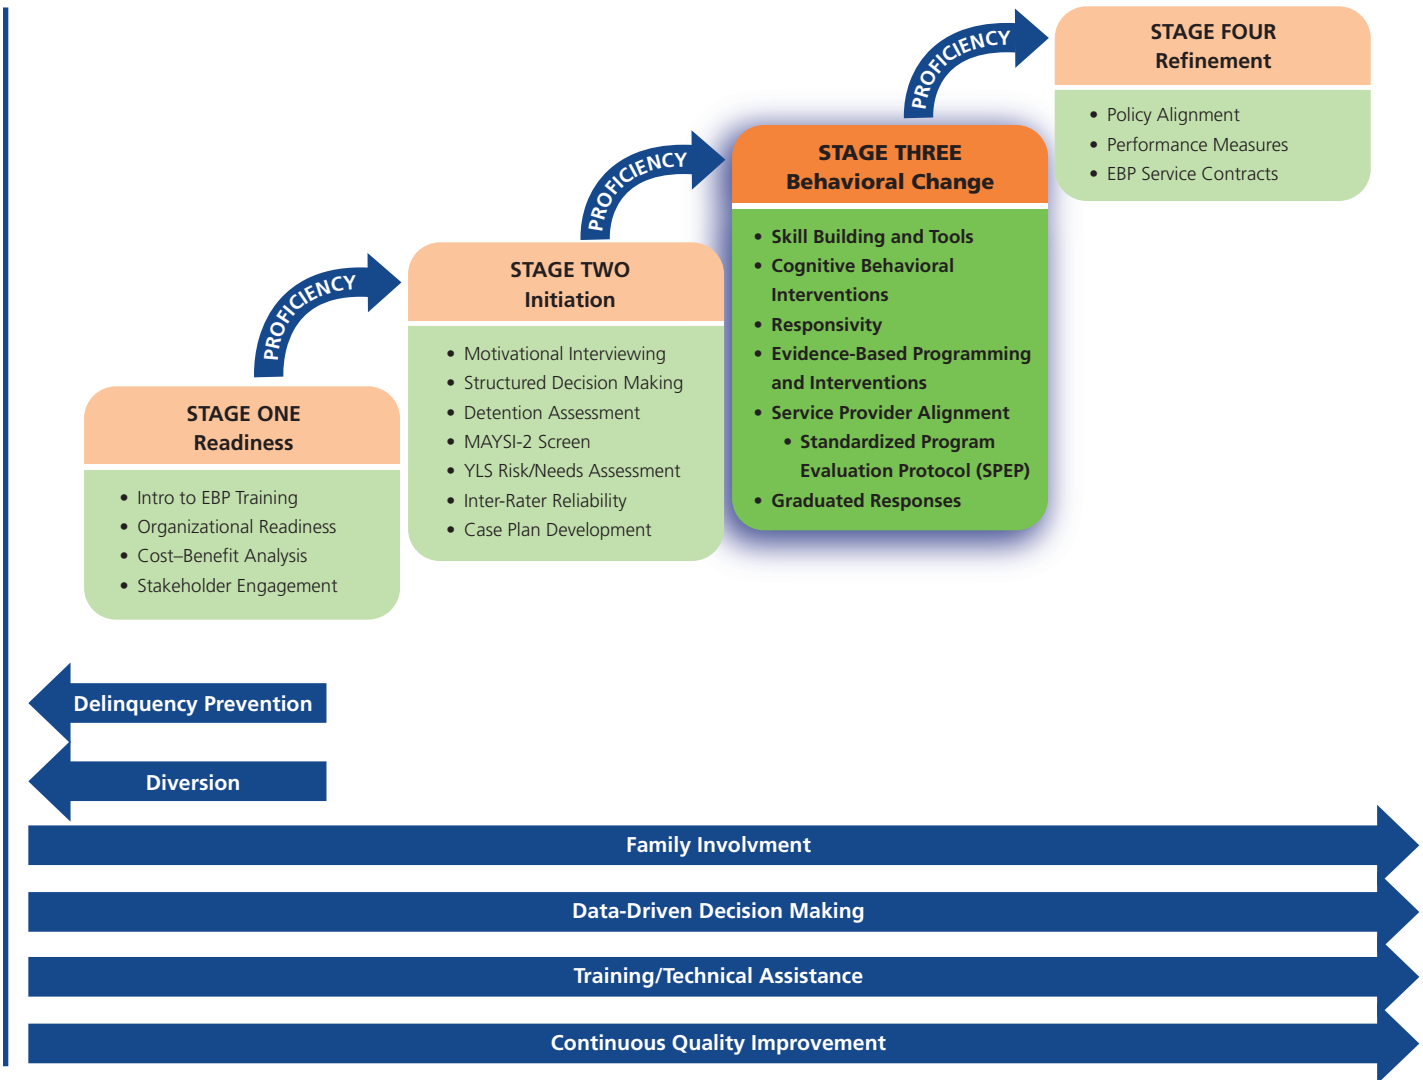 STAGE ONE
Readiness
• Intro to EBP Training
• Organizational Readiness
• Cost–Benefit Analysis
• Stakeholder Engagement
PROFICIENCY
STAGE TWO
Initiation
• Motivational Interviewing
• Structured Decision Making
• Detention Assessment
• MAYSI-2 Screen
• YLS Risk/Needs Assessment
• Inter-Rater Reliability
• Case Plan Development
PROFICIENCY
STAGE THREE
Behavioral Change
• Skill Building and Tools
• Cognitive Behavioral
Interventions
• Responsivity
• Evidence-Based Programming
and Interventions
• Service Provider Alignment
• Standardized Program
Evaluation Protocol (SPEP)
• Graduated Responses
PROFICIENCY
STAGE FOUR
Refinement
• Policy Alignment
• Performance Measures
• EBP Service Contracts
Delinquency Prevention
Diversion
Family Involvment
Data-Driven Decision Making
Training/Technical Assistance
Continuous Quality Improvement